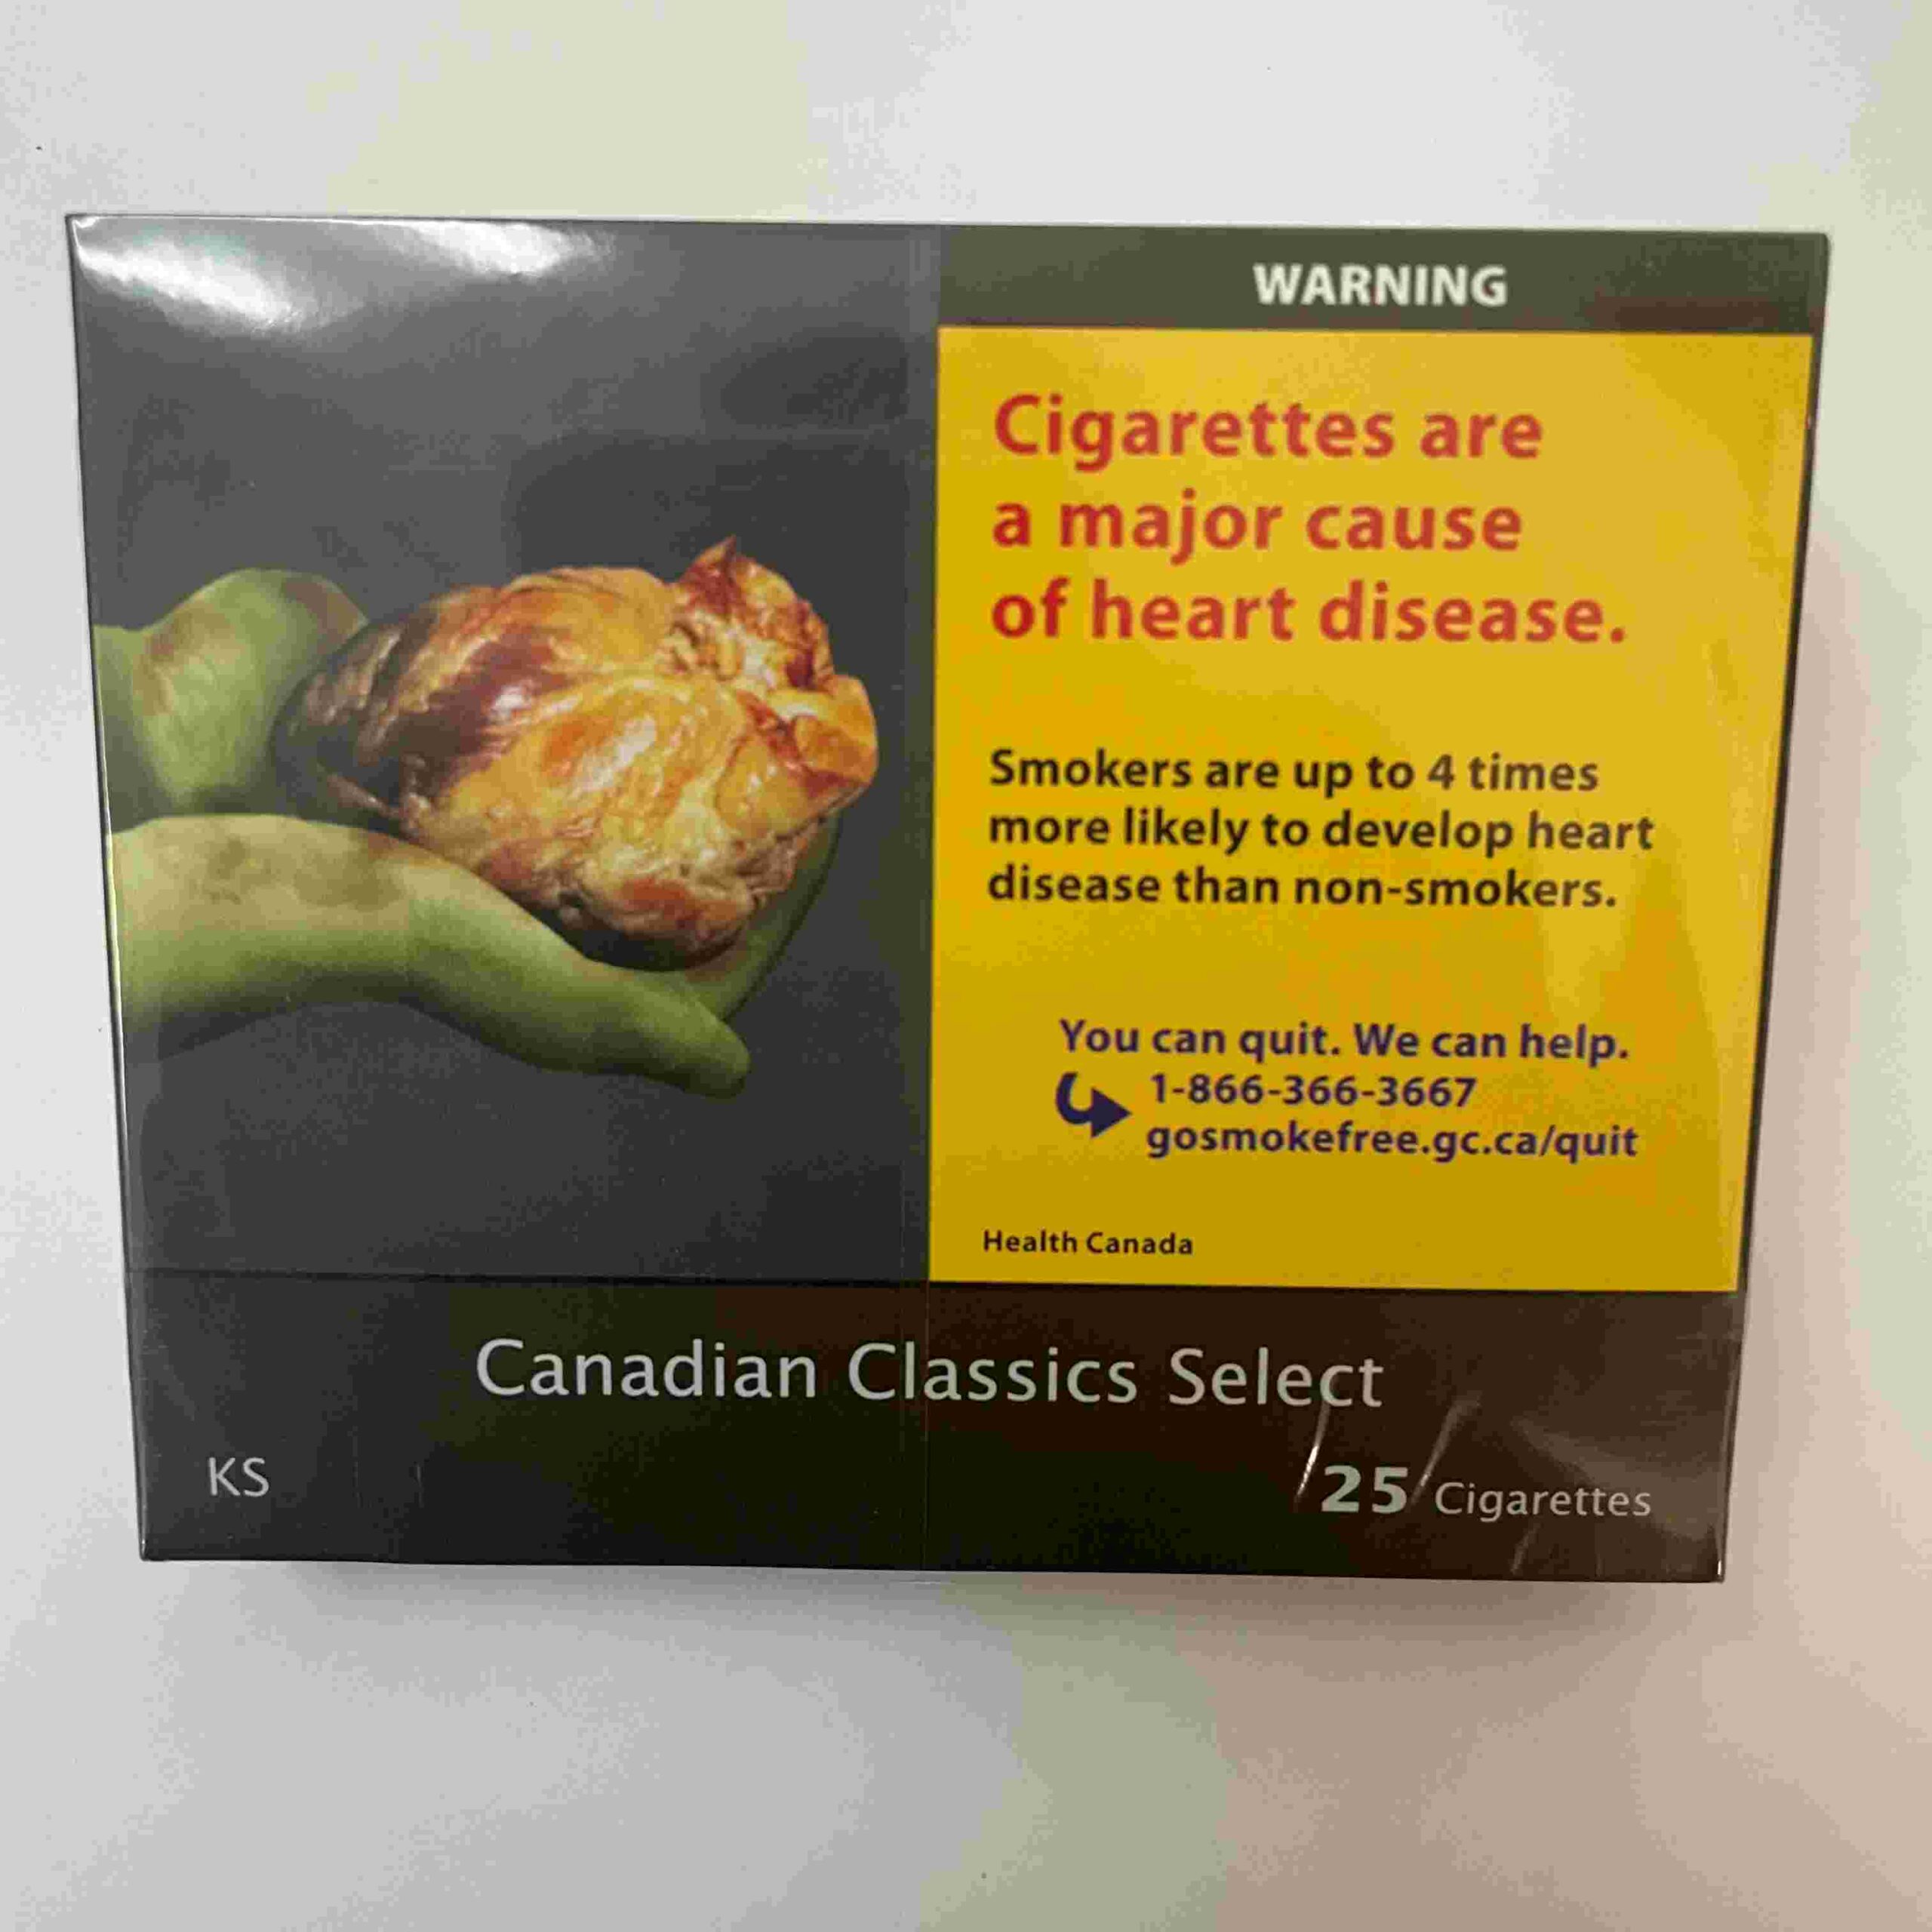 WARNING
Cigarettes are
a major cause
of heart disease.
Smokers are up to 4 times
more likely to develop heart
disease than non-smokers.
You can quit. We can help.
1-866-366-3667
gosmokefree.gc.ca/quit
Health Canada
Canadian Classics Select
KS
25 Cigarettes